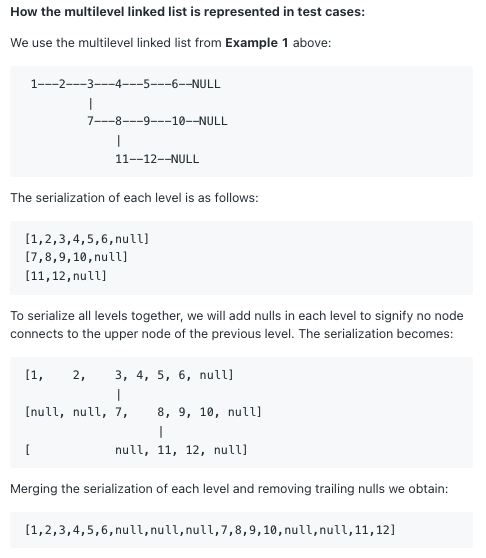 How the multilevel linked list is represented in test cases:
We use the multilevel linked list from Example 1 above:
1---2---3---4---5---6--NULL
|
7---8---9---10--NULL
|
11--12--NULL
The serialization of each level is as follows:
[1,2,3,4,5,6,null]
[7,8,9,10,null]
[11,12,null]
To serialize all levels together, we will add nulls in each level to signify no node
connects to the upper node of the previous level. The serialization becomes:
[1,    2,    3, 4, 5, 6, null]
|
[null, null, 7,    8, 9, 10, null]
|
[            null, 11, 12, null]
Merging the serialization of each level and removing trailing nulls we obtain:
[1,2,3,4,5,6,null,null,null,7,8,9,10,null,null,11,12]